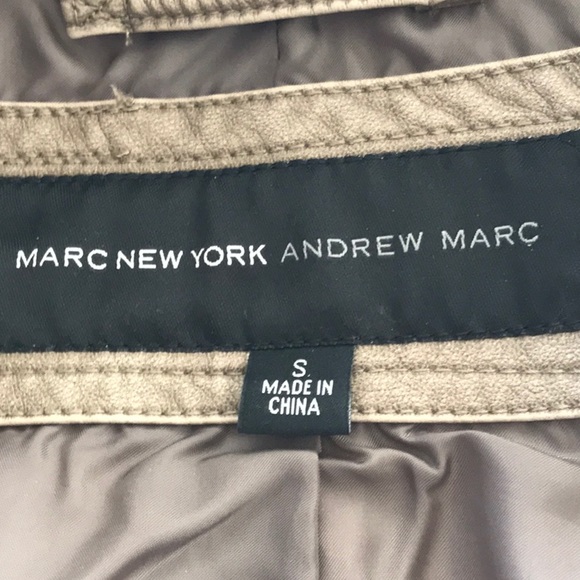 MARC NEW YORK ANDREW MARC
S
MADE IN
CHINA